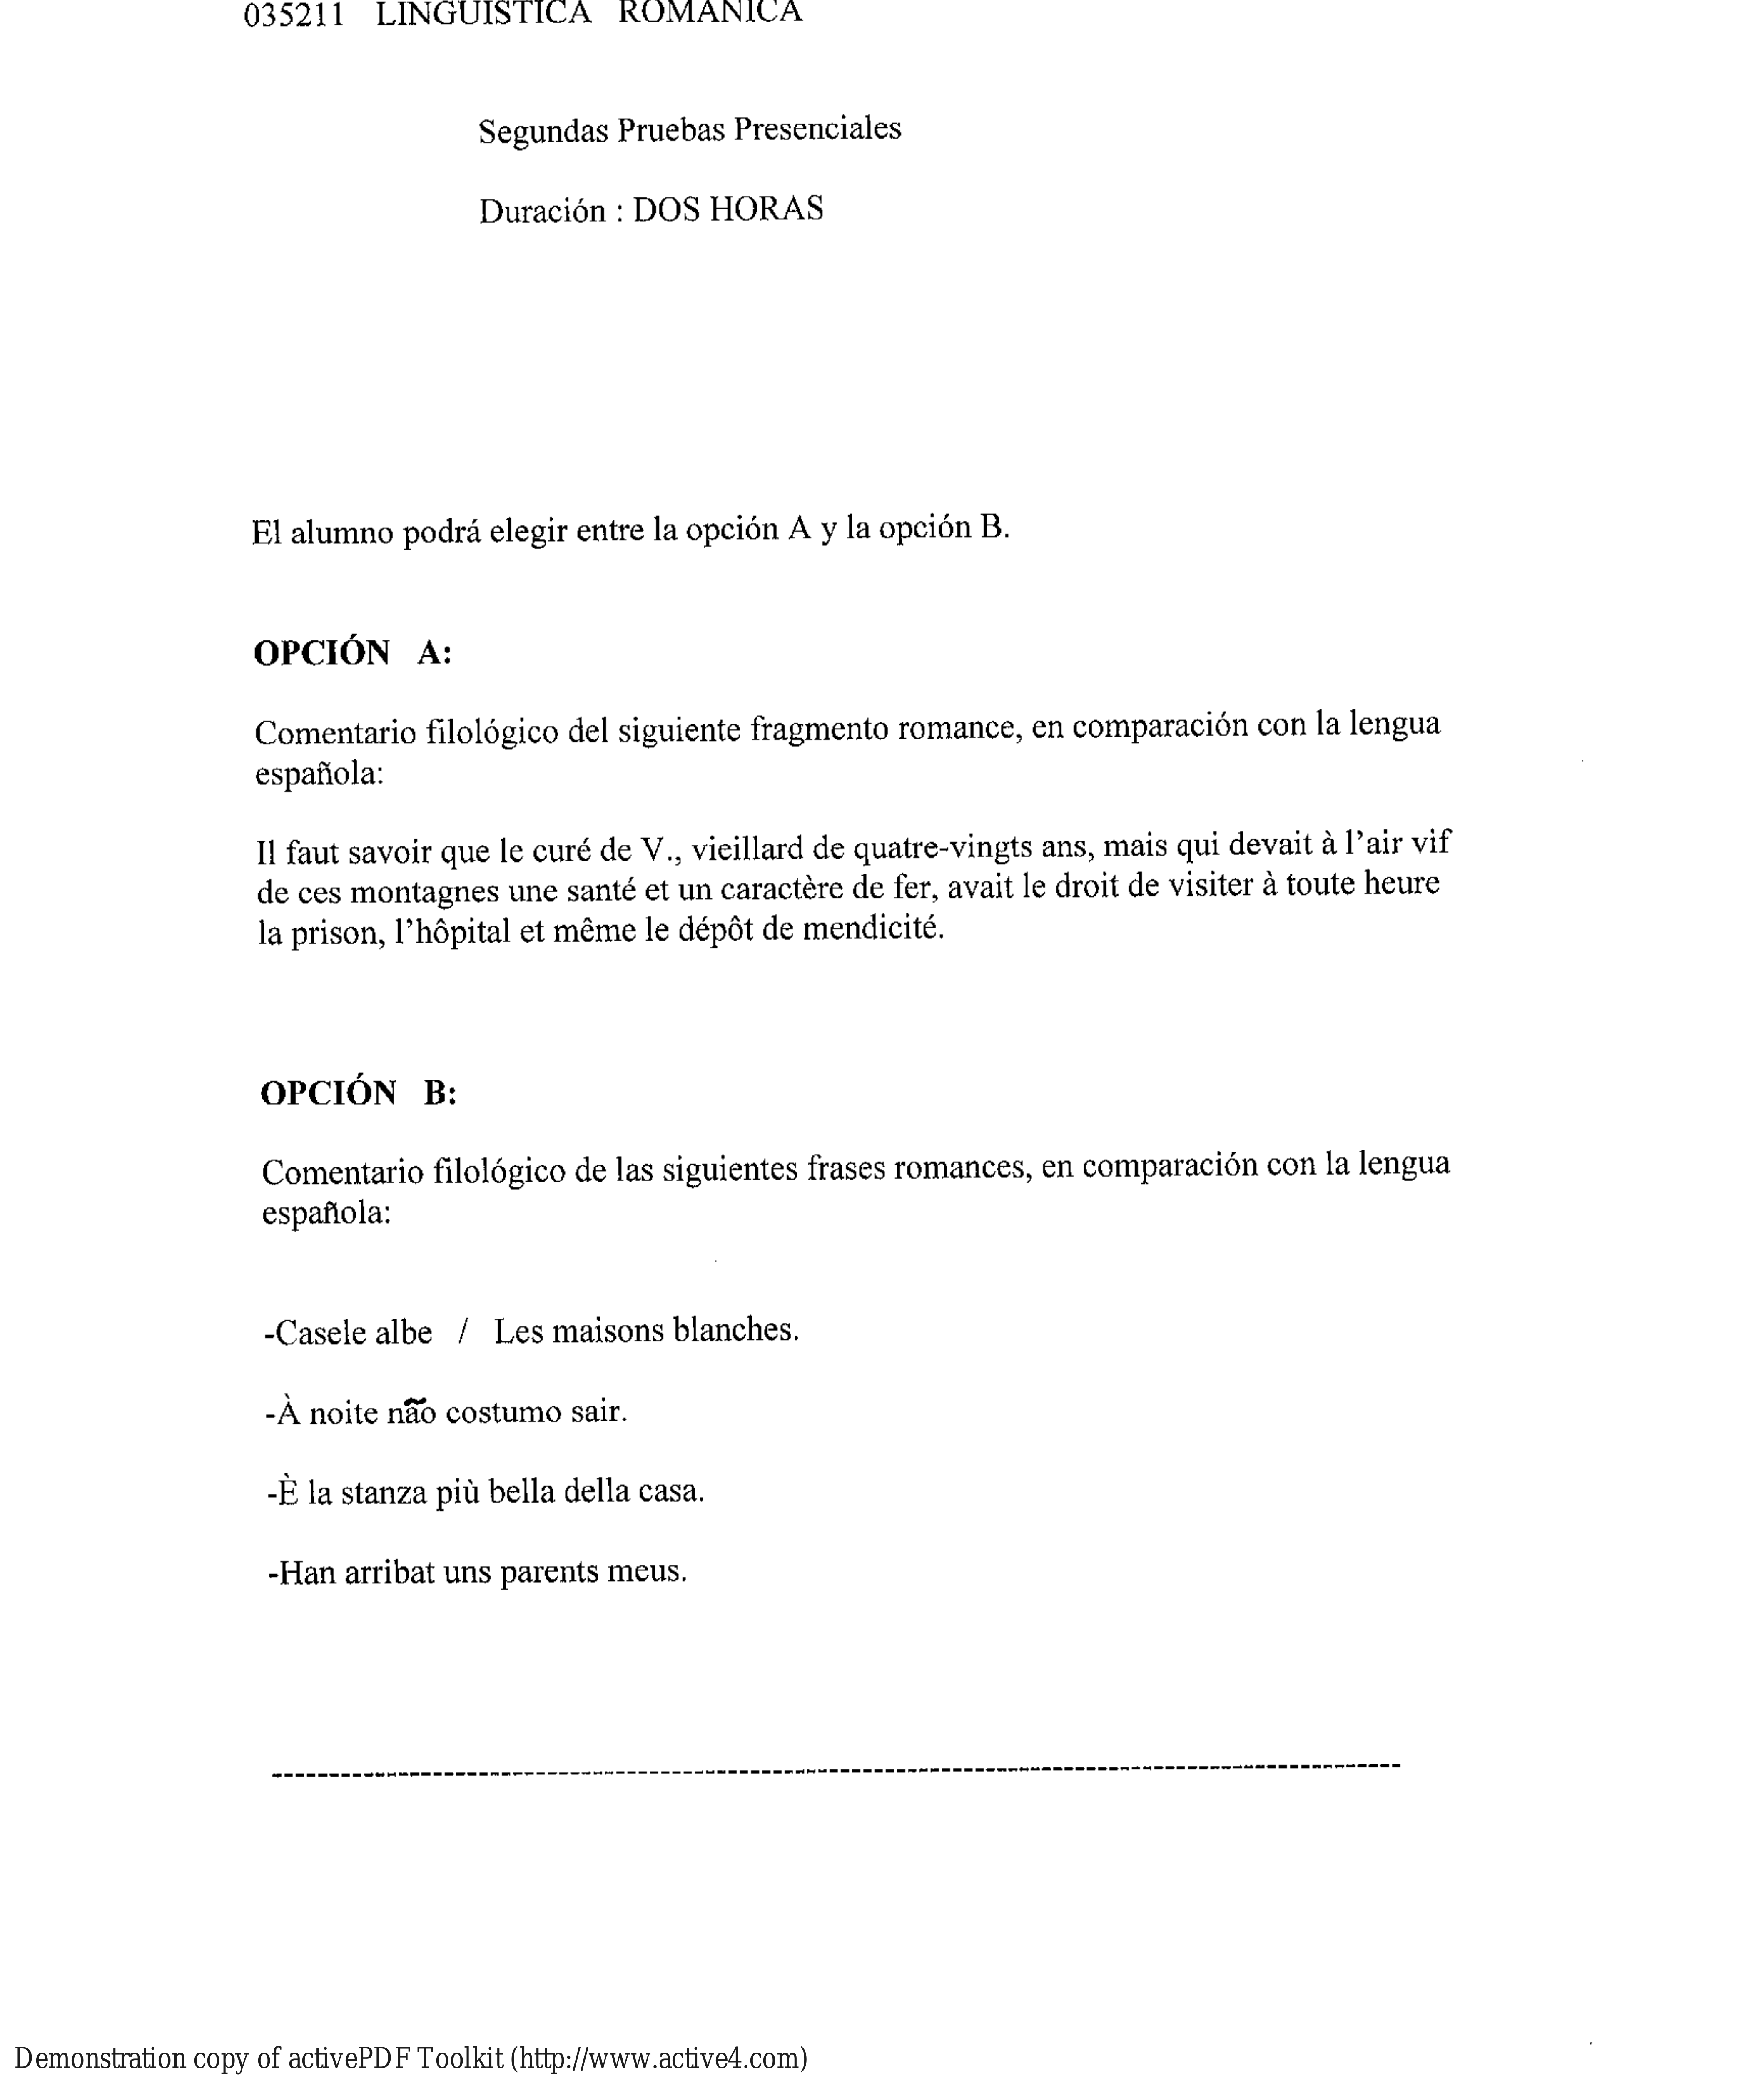 035211 LINGUISTICA ROMANICA
Segundas Pruebas Presenciales
Duración : DOS HORAS
El alumno podrá elegir entre la opción A y la opción B.
OPCIÓN A:
Comentario filológico del siguiente fragmento romance, en comparación con la lengua
española:
Il faut savoir que le curé de V., vieillard de quatre-vingts ans, mais qui devait à l'air vif
de ces montagnes une santé et un caractère de fer, avait le droit de visiter à toute heure
la prison, l'hôpital et même le dépôt de mendicité.
OPCIÓN B:
Comentario filológico de las siguientes frases romances, en comparación con la lengua
española:
-Casele albe / Les maisons blanches.
-À noite não costumo sair.
-È la stanza più bella della casa.
-Han arribat uns parents meus.
Demonstration copy of activePDF Toolkit (http://www.active4.com)